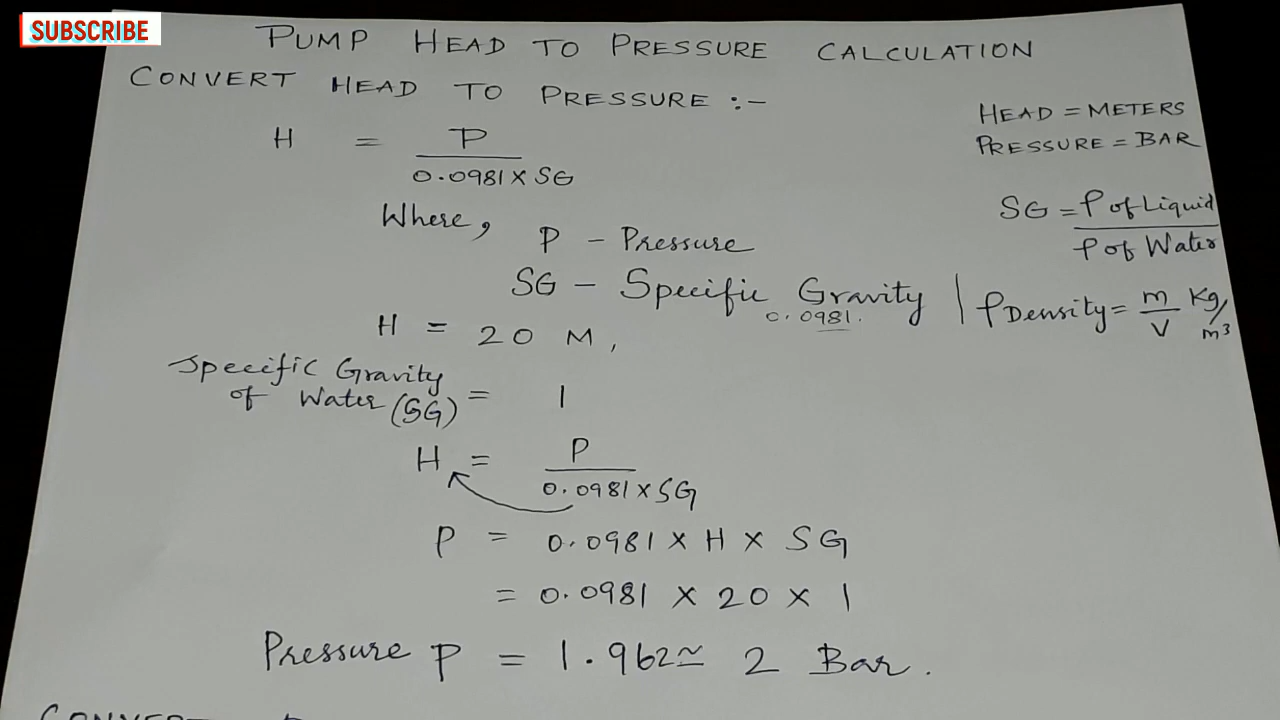 SUBSCRIBE
PUMP HEAD TO PRESSURE CALCULATION
CONVERT HEAD TO PRESSURE :-
HEAD = METERS
PRESSURE = BAR
H = P / 0.0981 X SG
SG = ρ of Liquid / ρ of Water
Where, P - Pressure
SG - Specific Gravity | ρ Density = m/V Kg/m³
0.0981.
H = 20 M,
Specific Gravity
of Water (SG) = 1
H = P / 0.0981 X SG
P = 0.0981 X H X SG
= 0.0981 X 20 X 1
Pressure P = 1.962 ≃ 2 Bar.
CONVERT